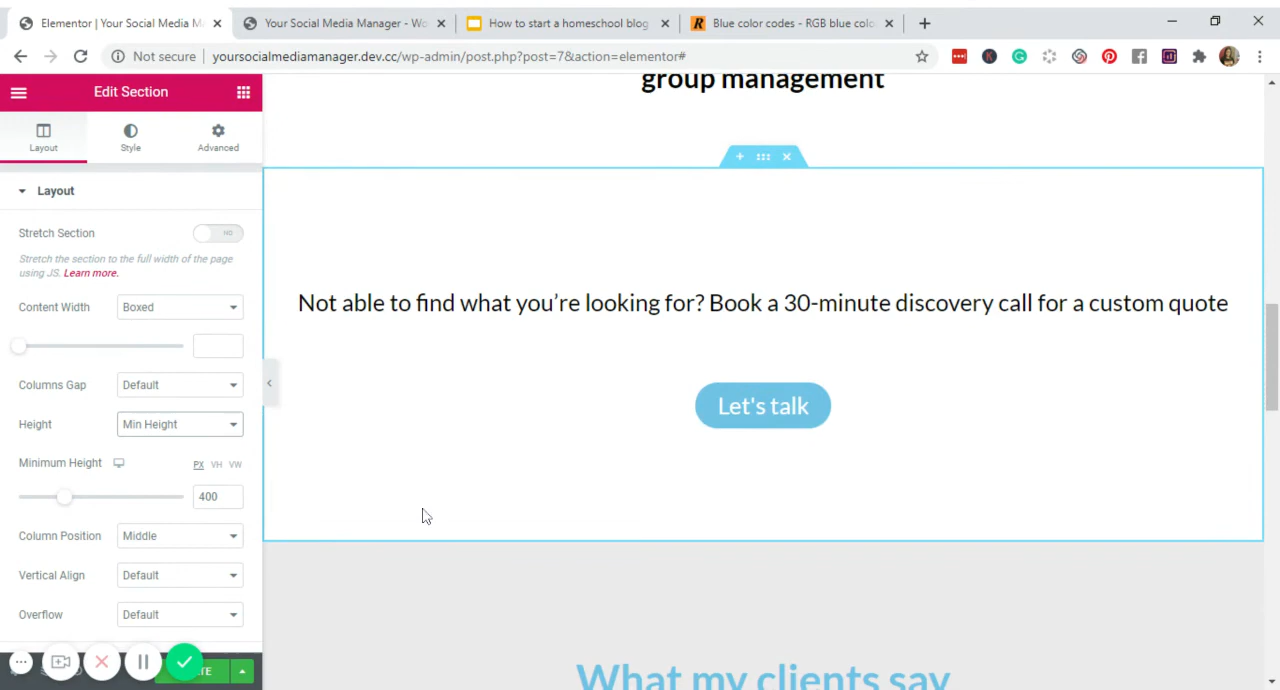 Elementor | Your Social Media M
Your Social Media Manager - Wo
How to start a homeschool blog
Blue color codes - RGB blue colo
Not secure
yoursocialmediamanager.dev.cc/wp-admin/post.php?post=7&action=elementor#
Edit Section
Layout
Style
Advanced
Layout
Stretch Section
NO
Stretch the section to the full width of the page
using JS. Learn more.
Content Width
Boxed
Columns Gap
Default
Height
Min Height
Minimum Height
PX VH VW
400
Column Position
Middle
Vertical Align
Default
Overflow
Default
TE
group management
Not able to find what you’re looking for? Book a 30-minute discovery call for a custom quote
Let's talk
What my clients say